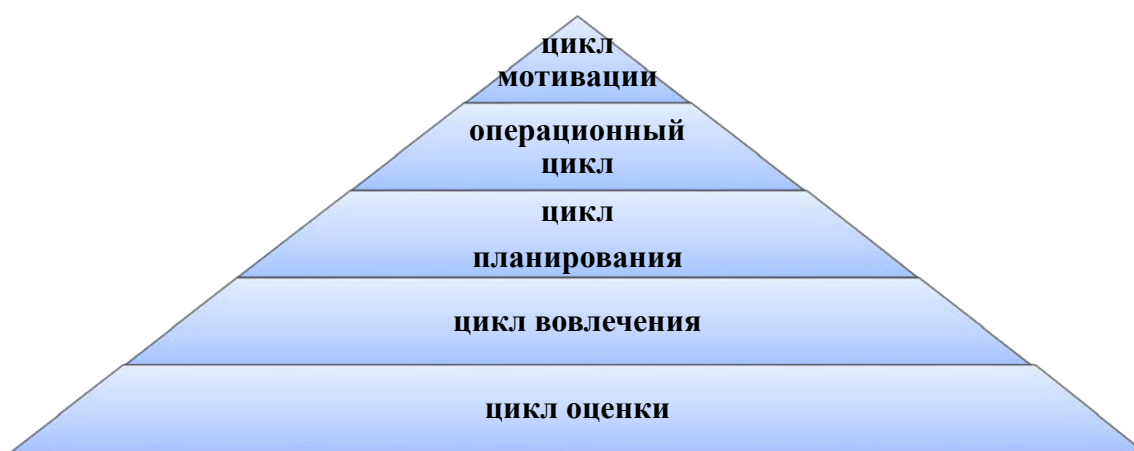 цикл
мотивации
операционный
цикл
цикл
планирования
цикл вовлечения
цикл оценки